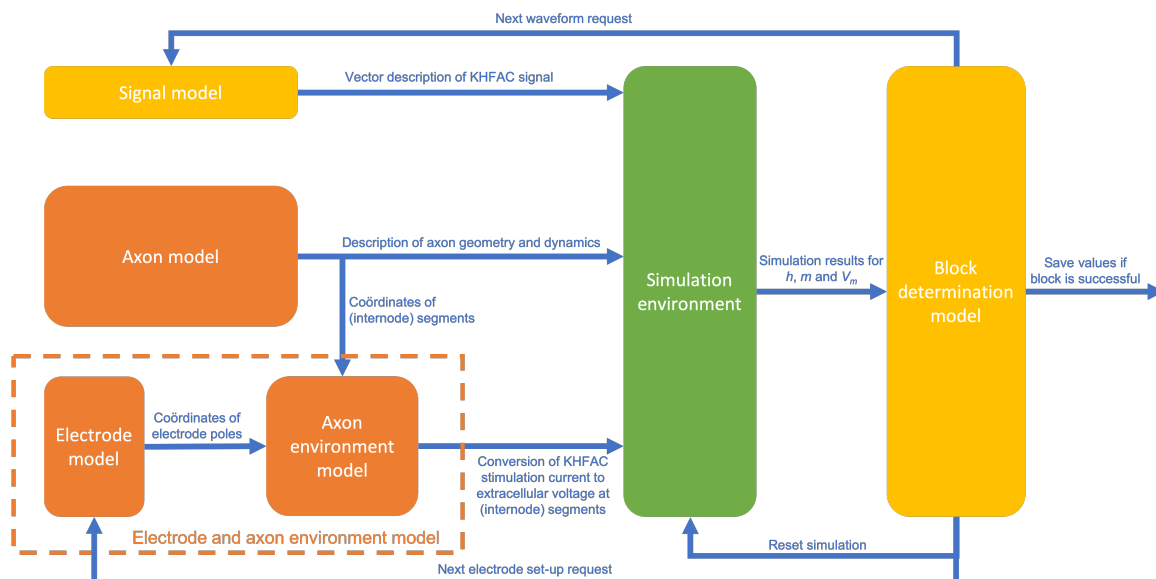 Next waveform request
Signal model
Vector description of KHFAC signal
Axon model
Description of axon geometry and dynamics
Coördinates of
(internode) segments
Simulation
environment
Simulation results for
h, m and Vm
Block
determination
model
Save values if
block is successful
Electrode
model
Coördinates of
electrode poles
Axon
environment
model
Conversion of KHFAC
stimulation current to
extracellular voltage at
(internode) segments
Electrode and axon environment model
Reset simulation
Next electrode set-up request